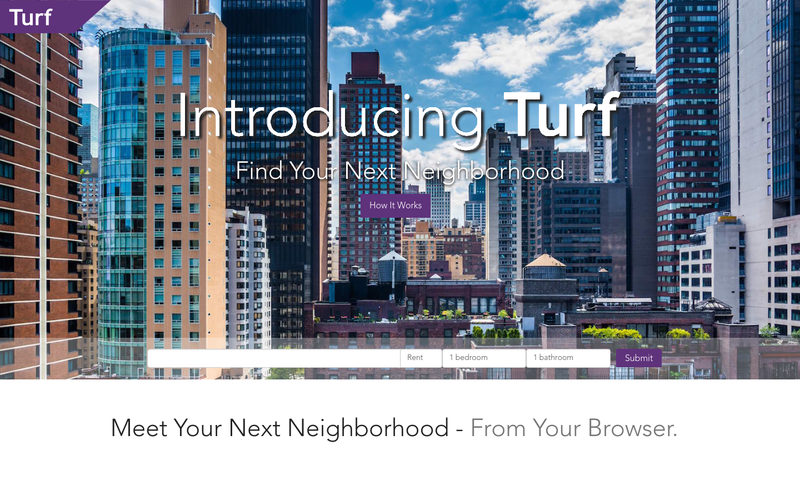 Turf
Introducing Turf
Find Your Next Neighborhood
How It Works
Rent 1 bedroom 1 bathroom Submit
Meet Your Next Neighborhood - From Your Browser.